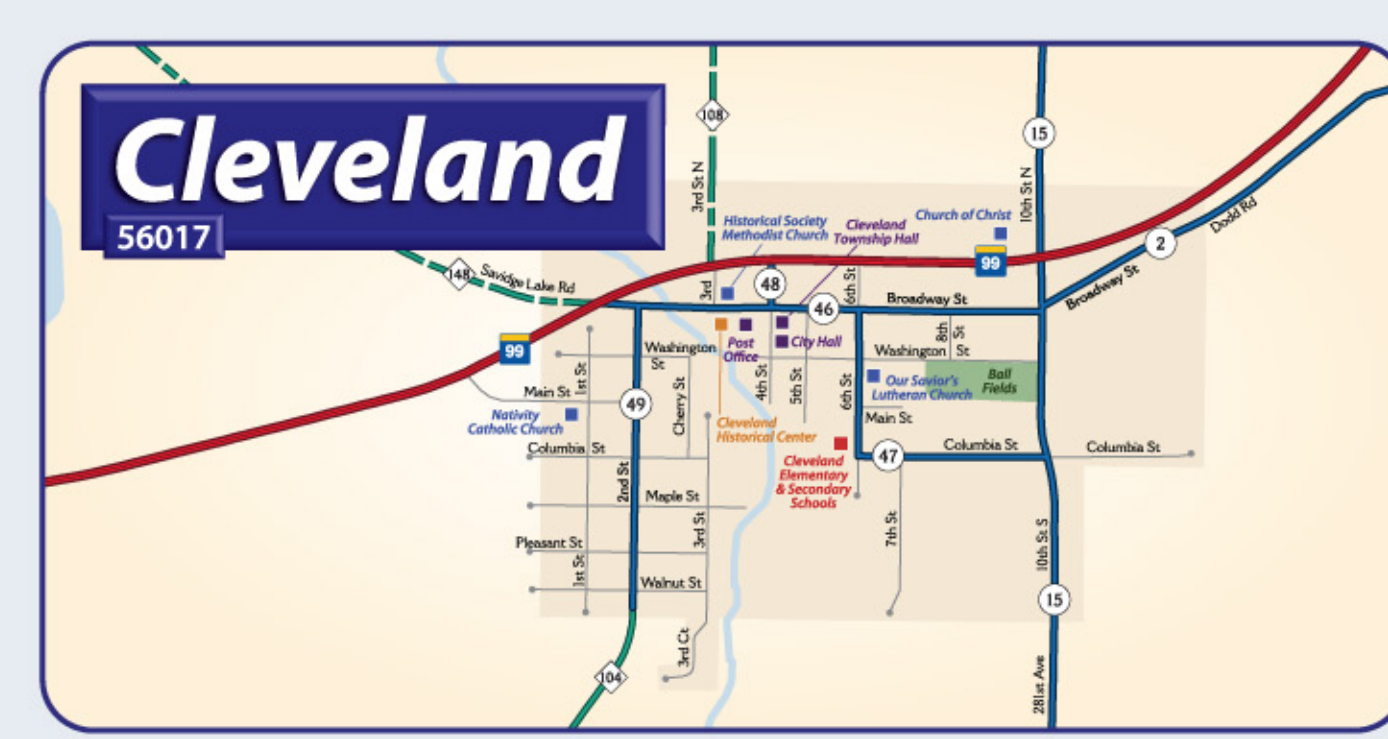 Cleveland
56017
108
3rd St N
15
10th St N
Historical Society
Methodist Church
Cleveland
Township Hall
Church of Christ
99
2
Dodd Rd
Broadway St
148
Savidge Lake Rd
3rd
48
46
6th St
Broadway St
99
Washington
St
Post
Office
City Hall
8th
St
Washington St
1st St
Main St
49
Cherry St
4th St
5th St
6th St
Our Savior's
Lutheran Church
Ball
Fields
Main St
Nativity
Catholic Church
Cleveland
Historical Center
Columbia St
Cleveland
Elementary
& Secondary
Schools
47
Columbia St
Columbia St
2nd St
Maple St
3rd St
7th St
10th St S
Pleasant St
1st St
Walnut St
15
3rd Ct
104
281st Ave